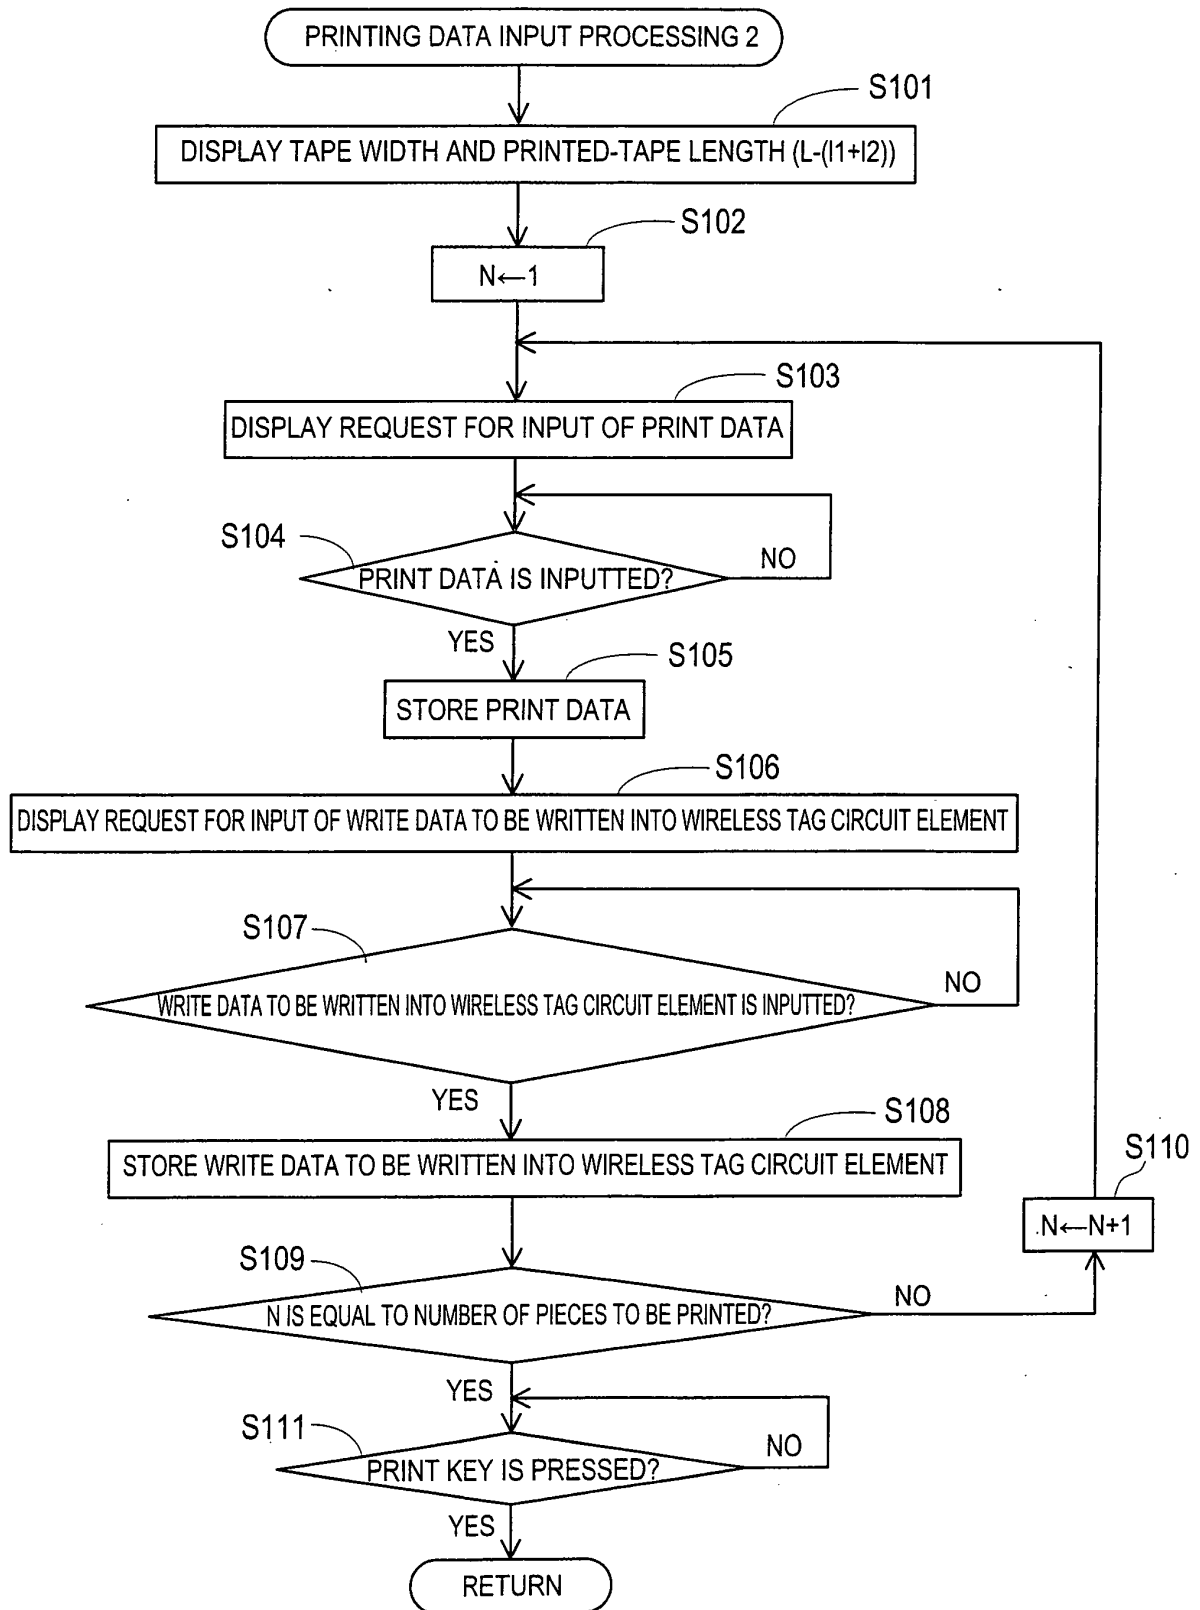 PRINTING DATA INPUT PROCESSING 2
S101
DISPLAY TAPE WIDTH AND PRINTED-TAPE LENGTH (L-(l1+l2))
S102
N←1
S103
DISPLAY REQUEST FOR INPUT OF PRINT DATA
S104
PRINT DATA IS INPUTTED?
NO
YES
S105
STORE PRINT DATA
S106
DISPLAY REQUEST FOR INPUT OF WRITE DATA TO BE WRITTEN INTO WIRELESS TAG CIRCUIT ELEMENT
S107
WRITE DATA TO BE WRITTEN INTO WIRELESS TAG CIRCUIT ELEMENT IS INPUTTED?
NO
YES
S108
STORE WRITE DATA TO BE WRITTEN INTO WIRELESS TAG CIRCUIT ELEMENT
S110
N←N+1
S109
N IS EQUAL TO NUMBER OF PIECES TO BE PRINTED?
NO
YES
S111
PRINT KEY IS PRESSED?
NO
YES
RETURN